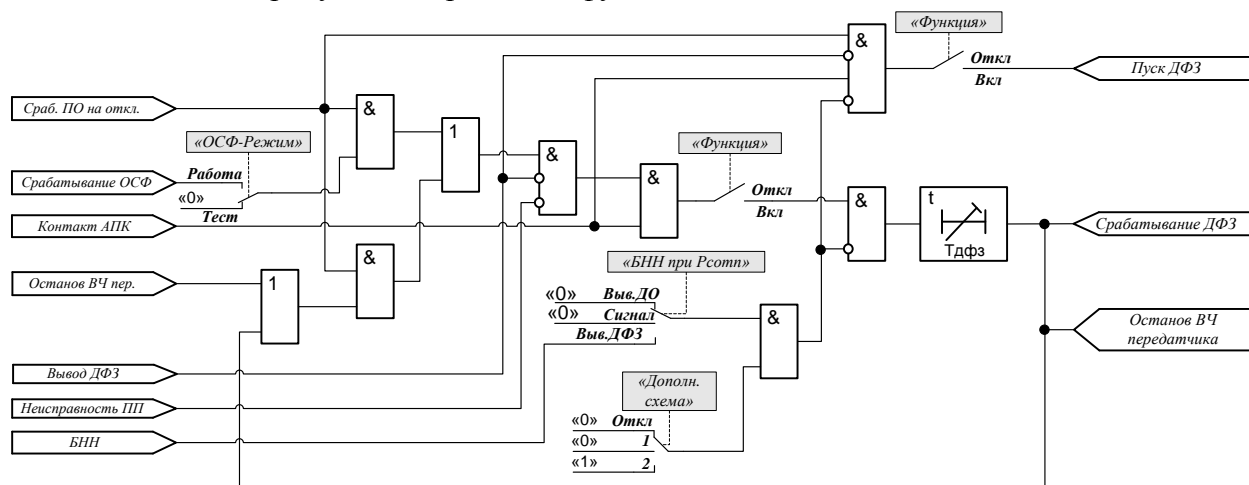 «Функция»
&
Откл
Вкл
Пуск ДФЗ
Сраб. ПО на откл.
&
1
«ОСФ-Режим»
&
«Функция»
Работа
Срабатывание ОСФ
«0»
Тест
&
Откл
Вкл
&
t
Тдфз
Контакт АПК
Срабатывание ДФЗ
&
«БНН при Рсотп»
Останов ВЧ пер.
1
«0»
Выв.ДО
«0»
Сигнал
Выв.ДФЗ
&
Останов ВЧ
передатчика
Вывод ДФЗ
«Дополн.
схема»
Неисправность ПП
«0»
Откл
БНН
«0»
1
«1»
2